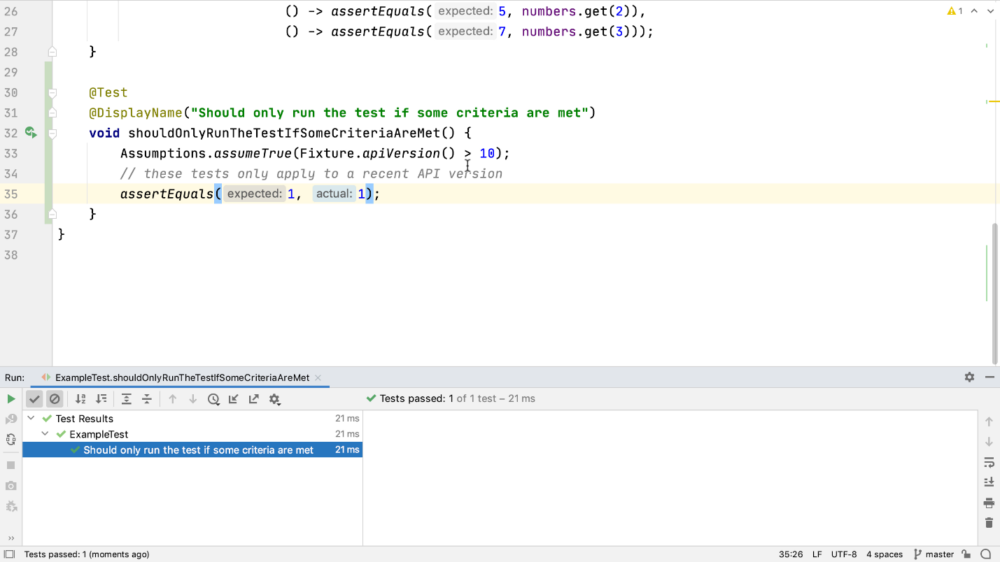 26 () -> assertEquals( expected: 5, numbers.get(2)),
1
27 () -> assertEquals( expected: 7, numbers.get(3)));
28 }
29
30 @Test
31 @DisplayName("Should only run the test if some criteria are met")
32 void shouldOnlyRunTheTestIfSomeCriteriaAreMet() {
33 Assumptions.assumeTrue(Fixture.apiVersion() > 10);
34 // these tests only apply to a recent API version
35 assertEquals( expected: 1, actual: 1);
36 }
37 }
38
Run: ExampleTest.shouldOnlyRunTheTestIfSomeCriteriaAreMet
Tests passed: 1 of 1 test – 21 ms
Test Results 21 ms
ExampleTest 21 ms
Should only run the test if some criteria are met 21 ms
Tests passed: 1 (moments ago) 35:26 LF UTF-8 4 spaces master